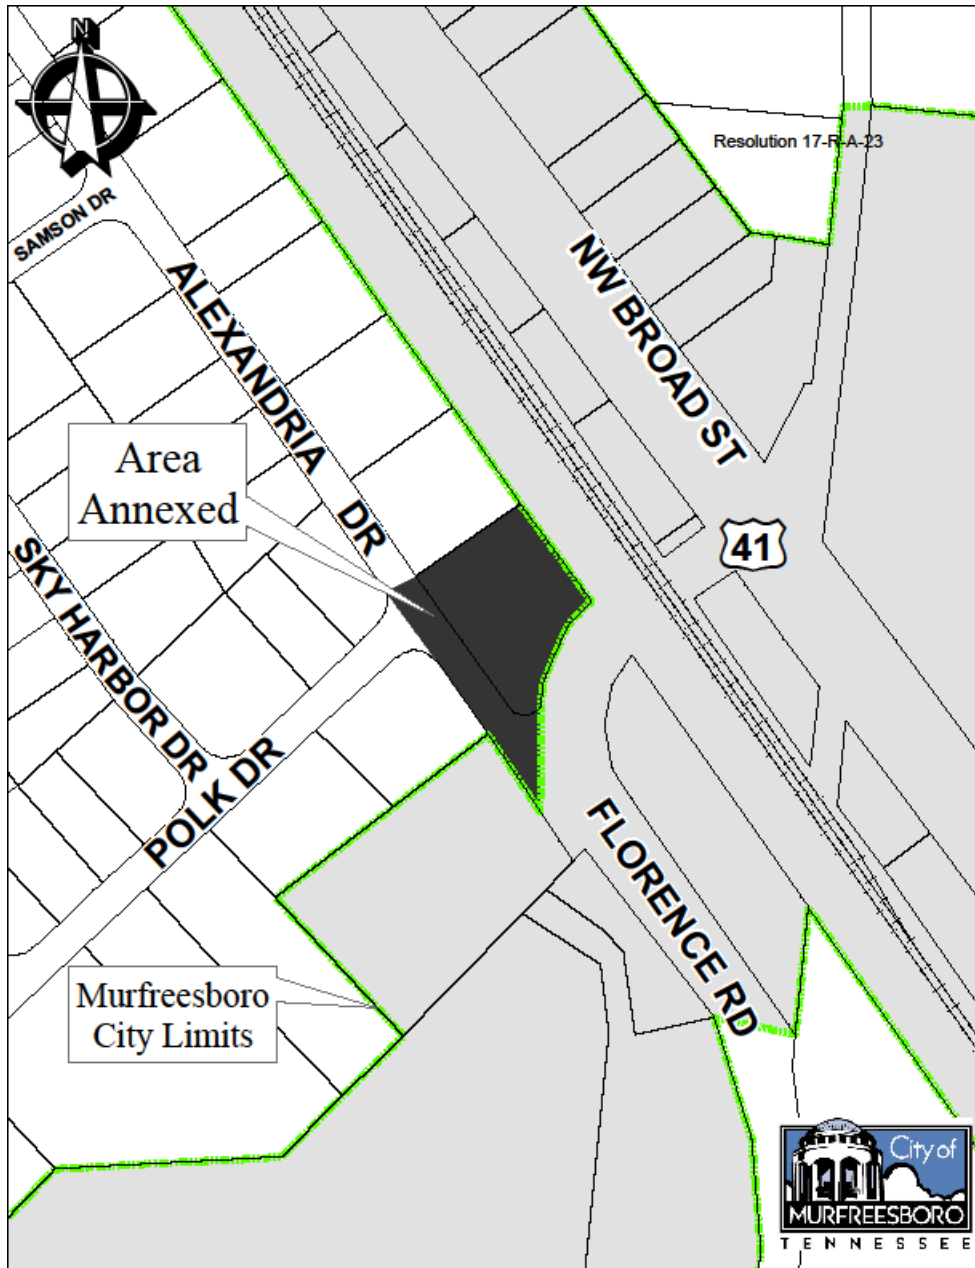 N
Resolution 17-R-A-23
SAMSON DR
ALEXANDRIA DR
NW BROAD ST
Area
Annexed
41
SKY HARBOR DR
POLK DR
FLORENCE RD
Murfreesboro
City Limits
City of
MURFREESBORO
TENNESSEE